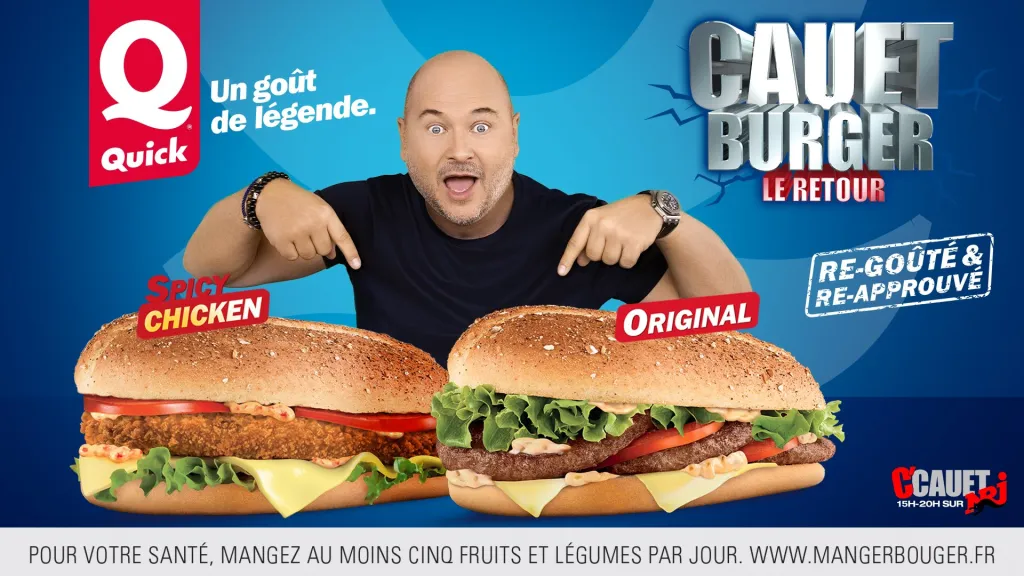 Q
Quick
Un goût
de légende.
CAUET
BURGER
LE RETOUR
RE-GOÛTÉ &
RE-APPROUVÉ
SPICY
CHICKEN
ORIGINAL
C'CAUET
15H-20H SUR NRJ
POUR VOTRE SANTÉ, MANGEZ AU MOINS CINQ FRUITS ET LÉGUMES PAR JOUR. WWW.MANGERBOUGER.FR